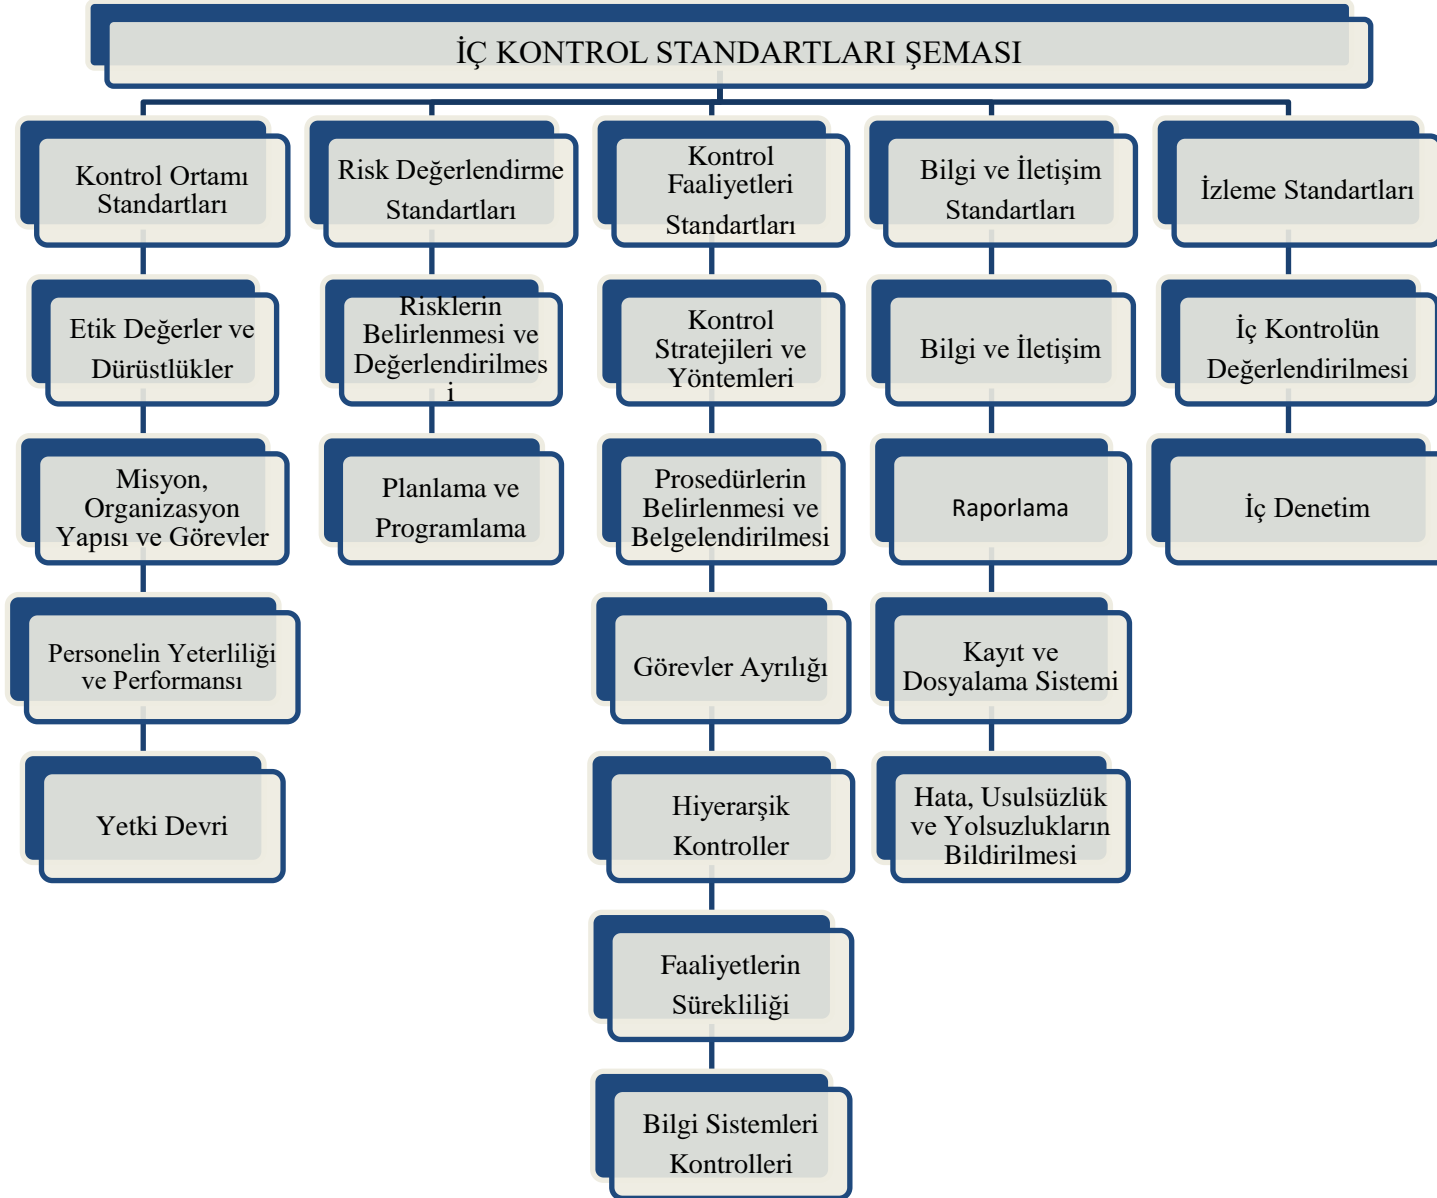 İÇ KONTROL STANDARTLARI ŞEMASI
Kontrol Ortamı
Standartları
Etik Değerler ve
Dürüstlükler
Misyon,
Organizasyon
Yapısı ve Görevler
Personelin Yeterliliği
ve Performansı
Yetki Devri
Risk Değerlendirme
Standartları
Risklerin
Belirlenmesi ve
Değerlendirilmes
i
Planlama ve
Programlama
Kontrol
Faaliyetleri
Standartları
Kontrol
Stratejileri ve
Yöntemleri
Prosedürlerin
Belirlenmesi ve
Belgelendirilmesi
Görevler Ayrılığı
Hiyerarşik
Kontroller
Faaliyetlerin
Sürekliliği
Bilgi Sistemleri
Kontrolleri
Bilgi ve İletişim
Standartları
Bilgi ve İletişim
Raporlama
Kayıt ve
Dosyalama Sistemi
Hata, Usulsüzlük
ve Yolsuzlukların
Bildirilmesi
İzleme Standartları
İç Kontrolün
Değerlendirilmesi
İç Denetim